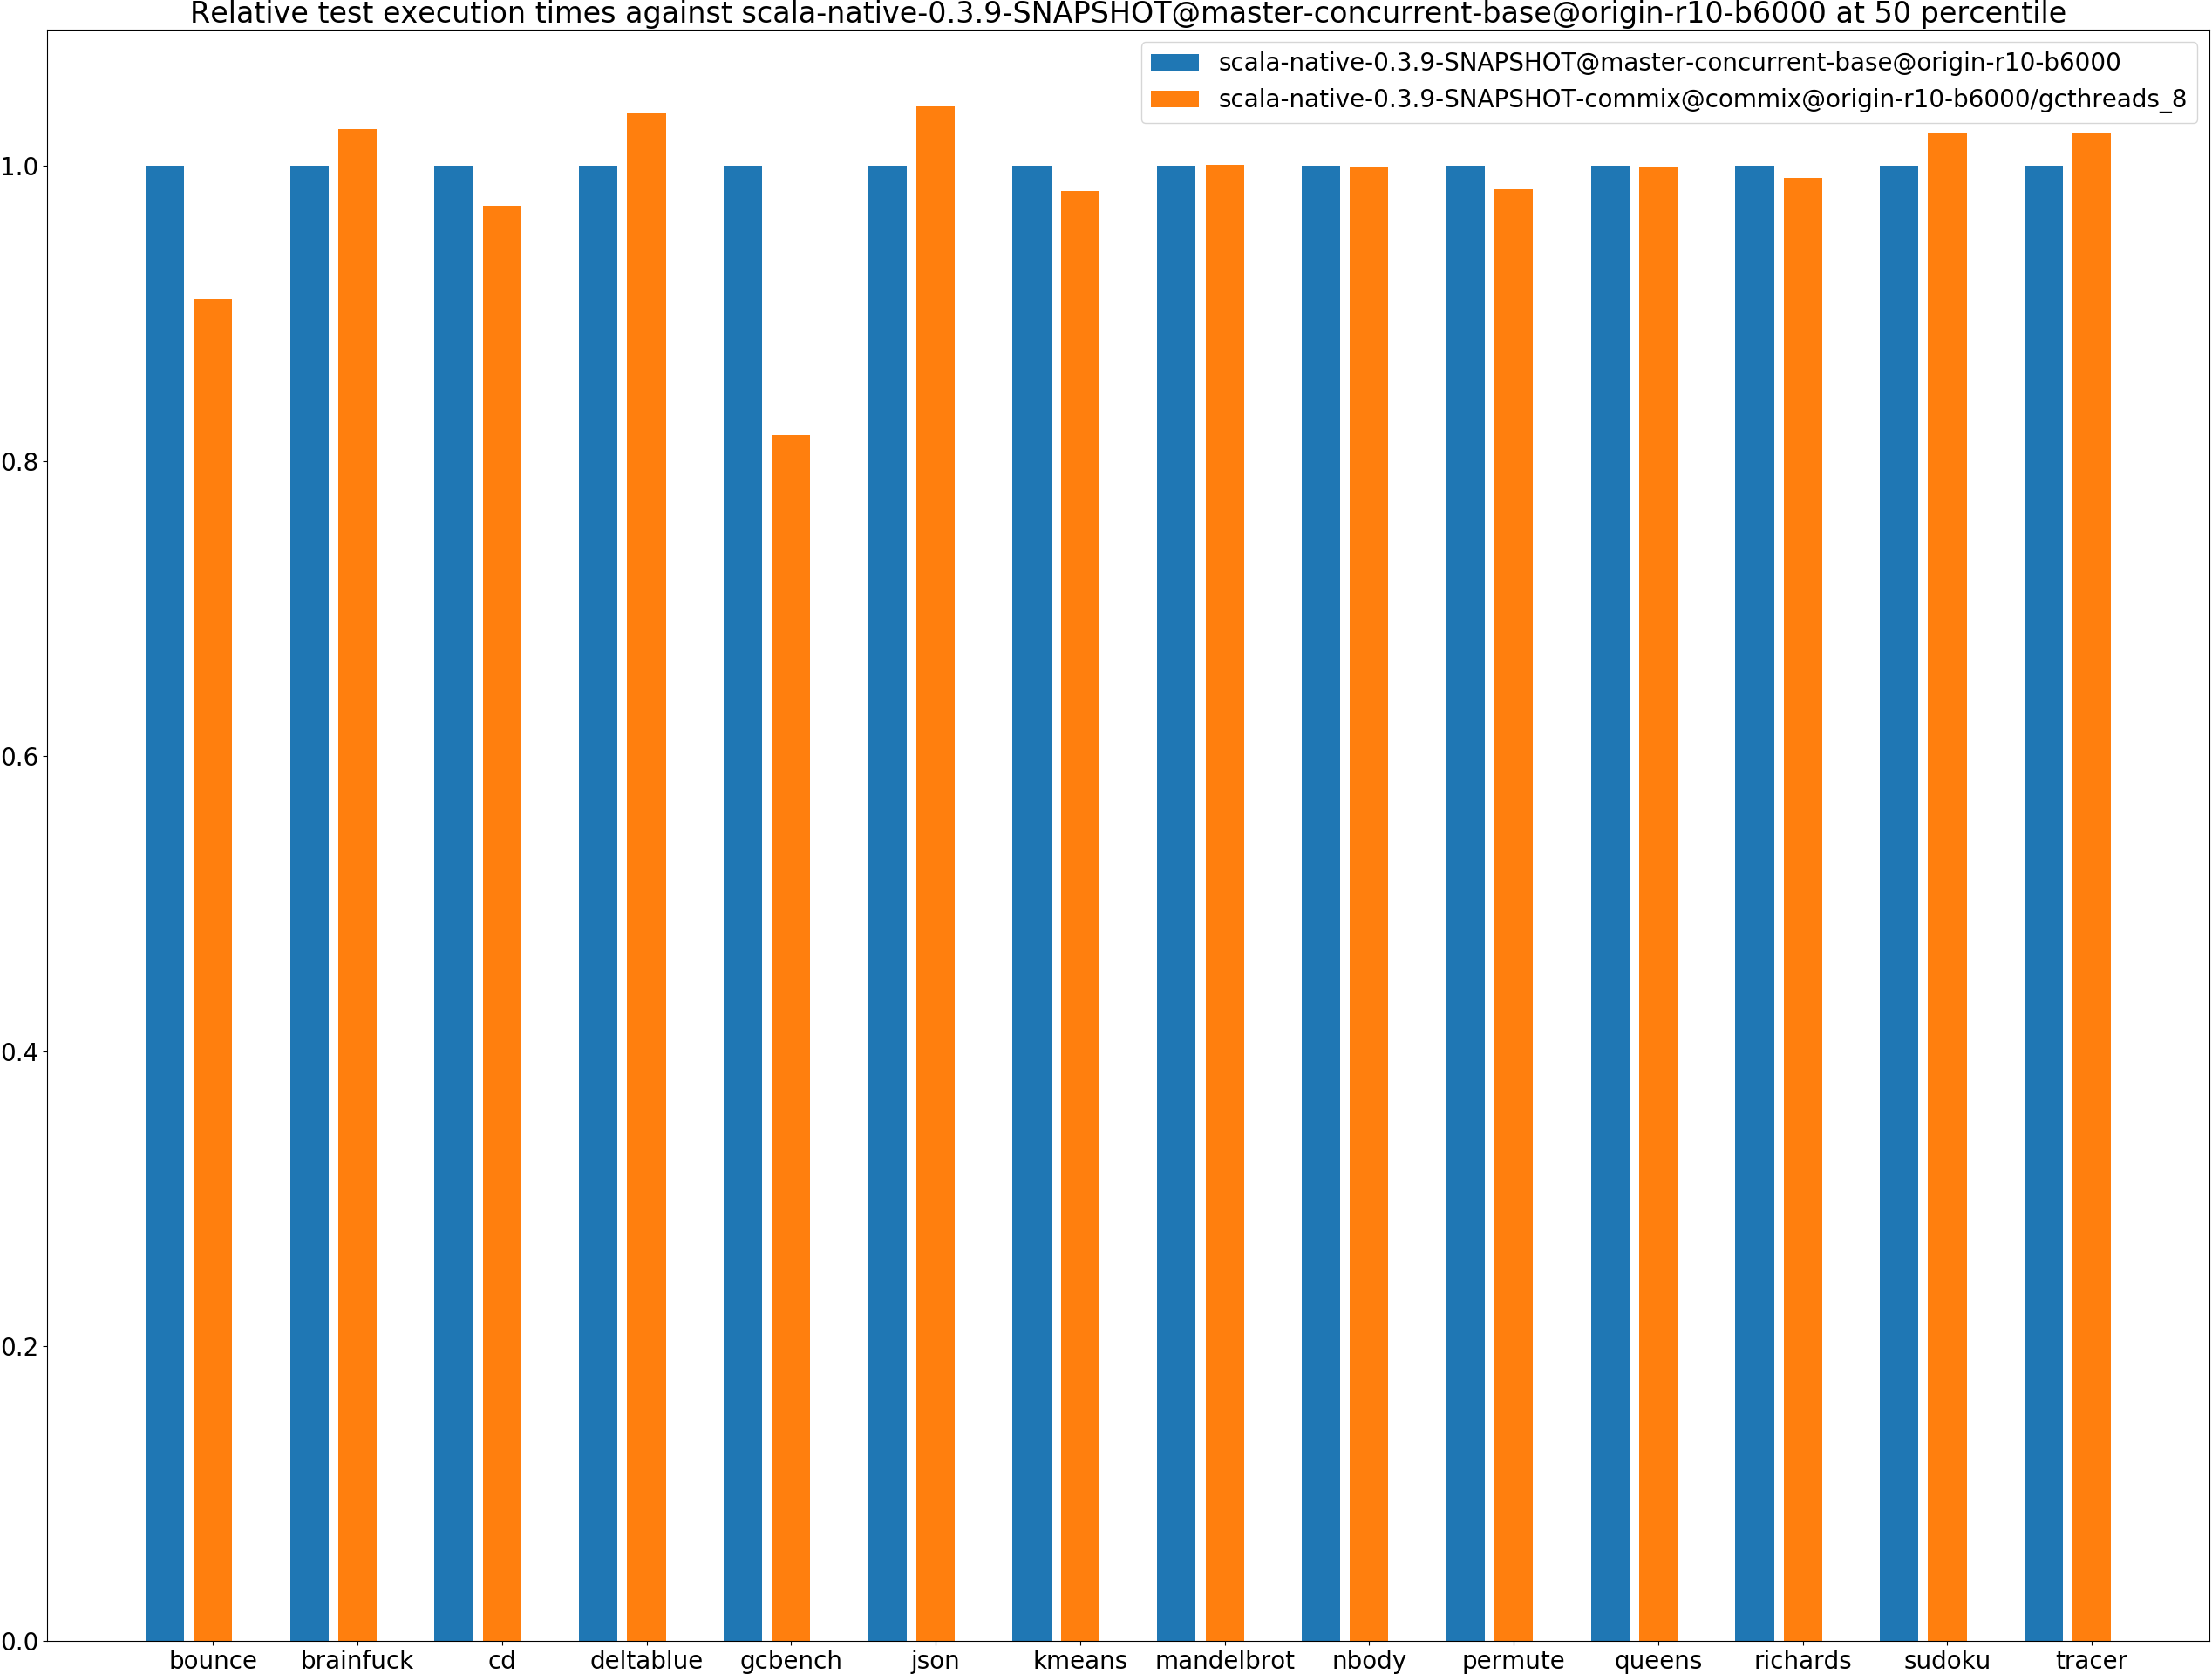 Relative test execution times against scala-native-0.3.9-SNAPSHOT@master-concurrent-base@origin-r10-b6000 at 50 percentile
scala-native-0.3.9-SNAPSHOT@master-concurrent-base@origin-r10-b6000
scala-native-0.3.9-SNAPSHOT-commix@commix@origin-r10-b6000/gcthreads_8
1.0
0.8
0.6
0.4
0.2
0.0
bounce brainfuck cd deltablue gcbench json kmeans mandelbrot nbody permute queens richards sudoku tracer